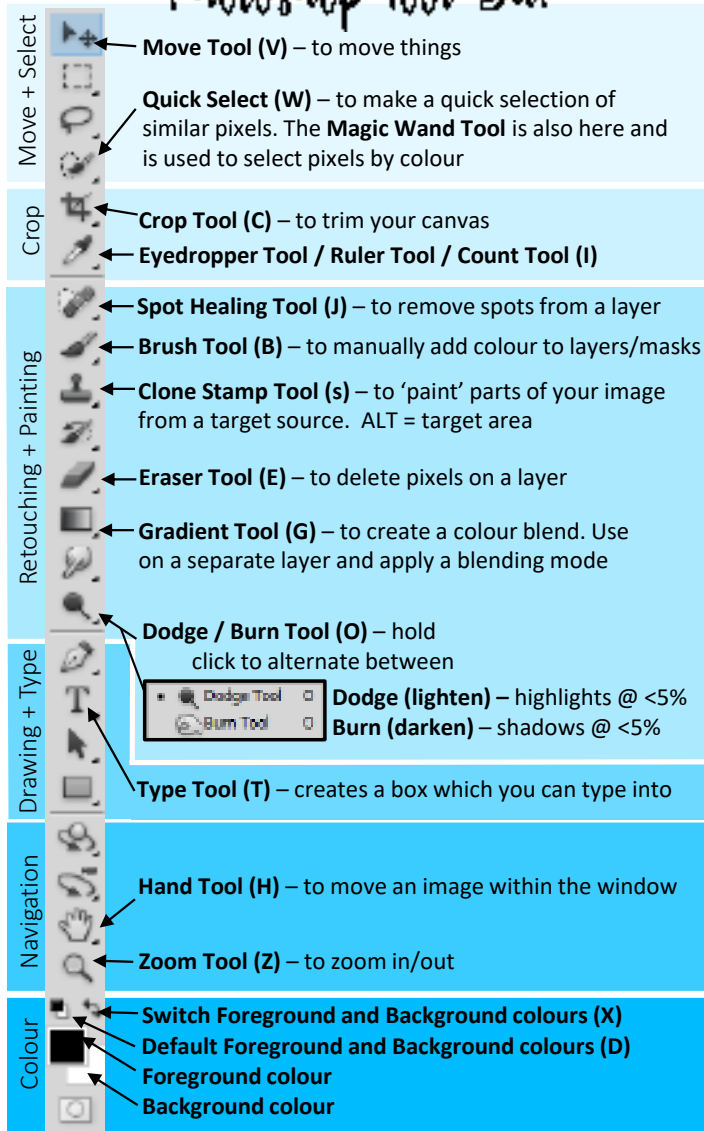 Photoshop Tool Bar
Move + Select
Move Tool (V) – to move things
Quick Select (W) – to make a quick selection of
similar pixels. The Magic Wand Tool is also here and
is used to select pixels by colour
Crop
Crop Tool (C) – to trim your canvas
Eyedropper Tool / Ruler Tool / Count Tool (I)
Retouching + Painting
Spot Healing Tool (J) – to remove spots from a layer
Brush Tool (B) – to manually add colour to layers/masks
Clone Stamp Tool (s) – to ‘paint’ parts of your image
from a target source.  ALT = target area
Eraser Tool (E) – to delete pixels on a layer
Gradient Tool (G) – to create a colour blend. Use
on a separate layer and apply a blending mode
Dodge / Burn Tool (O) – hold
click to alternate between
Dodge Tool O
Burn Tool O
Dodge (lighten) – highlights @ <5%
Burn (darken) – shadows @ <5%
Drawing + Type
T
Type Tool (T) – creates a box which you can type into
Navigation
Hand Tool (H) – to move an image within the window
Zoom Tool (Z) – to zoom in/out
Colour
Switch Foreground and Background colours (X)
Default Foreground and Background colours (D)
Foreground colour
Background colour